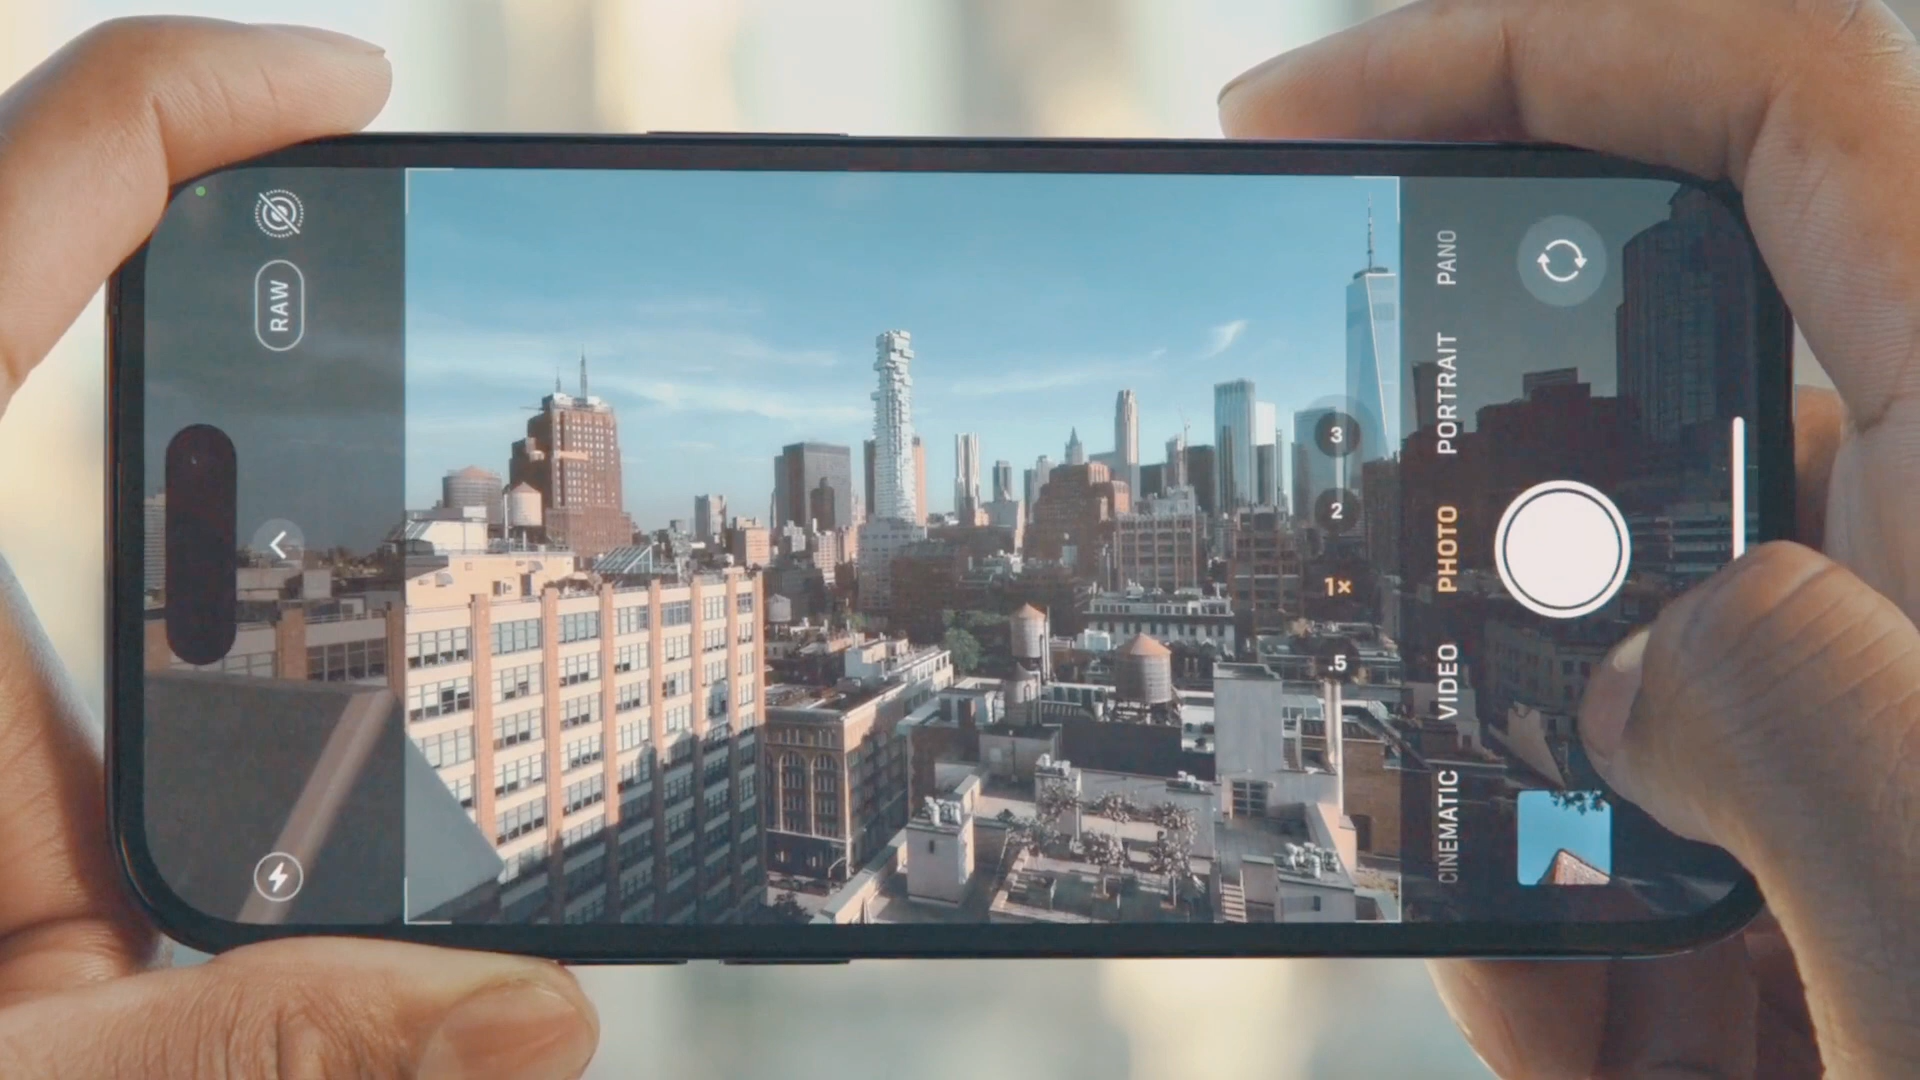 RAW
3
2
1×
.5
PANO
PORTRAIT
PHOTO
VIDEO
CINEMATIC